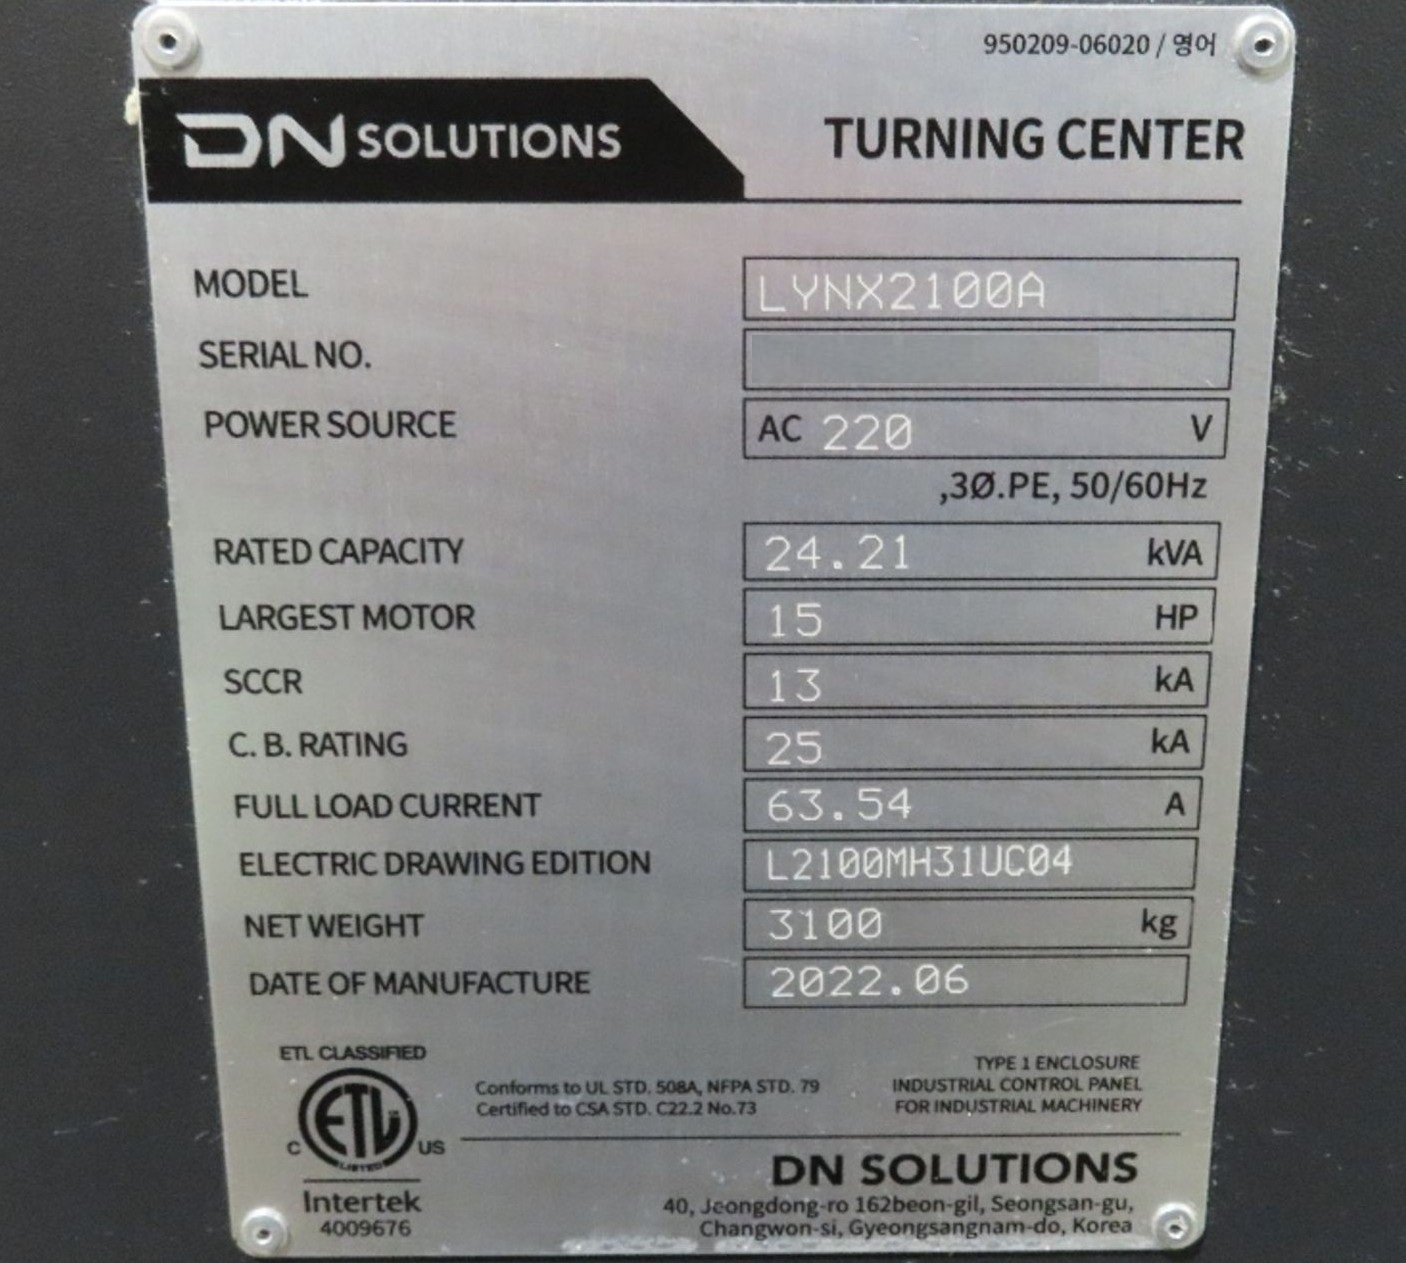 950209-06020 / 영어
DN SOLUTIONS TURNING CENTER
MODEL LYNX2100A
SERIAL NO.
POWER SOURCE AC 220 V
,3Ø.PE, 50/60Hz
RATED CAPACITY 24.21 kVA
LARGEST MOTOR 15 HP
SCCR 13 kA
C. B. RATING 25 kA
FULL LOAD CURRENT 63.54 A
ELECTRIC DRAWING EDITION L2100MH31UC04
NET WEIGHT 3100 kg
DATE OF MANUFACTURE 2022.06
ETL CLASSIFIED
ETL
LISTED
C US
Intertek
4009676
Conforms to UL STD. 508A, NFPA STD. 79
Certified to CSA STD. C22.2 No.73
TYPE 1 ENCLOSURE
INDUSTRIAL CONTROL PANEL
FOR INDUSTRIAL MACHINERY
DN SOLUTIONS
40, Jeongdong-ro 162beon-gil, Seongsan-gu,
Changwon-si, Gyeongsangnam-do, Korea